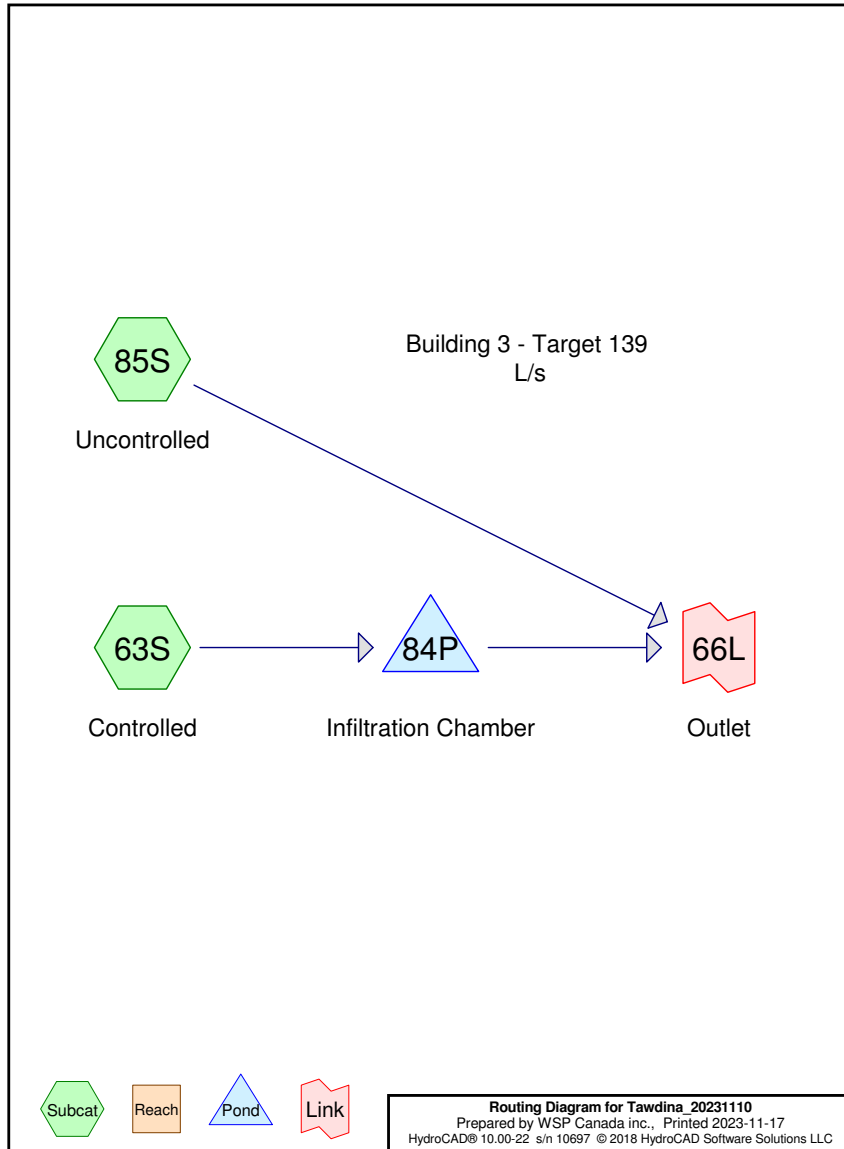 85S
Uncontrolled
Building 3 - Target 139
L/s
63S
Controlled
84P
Infiltration Chamber
66L
Outlet
Subcat
Reach
Pond
Link
Routing Diagram for Tawdina_20231110
Prepared by WSP Canada inc., Printed 2023-11-17
HydroCAD® 10.00-22 s/n 10697 © 2018 HydroCAD Software Solutions LLC